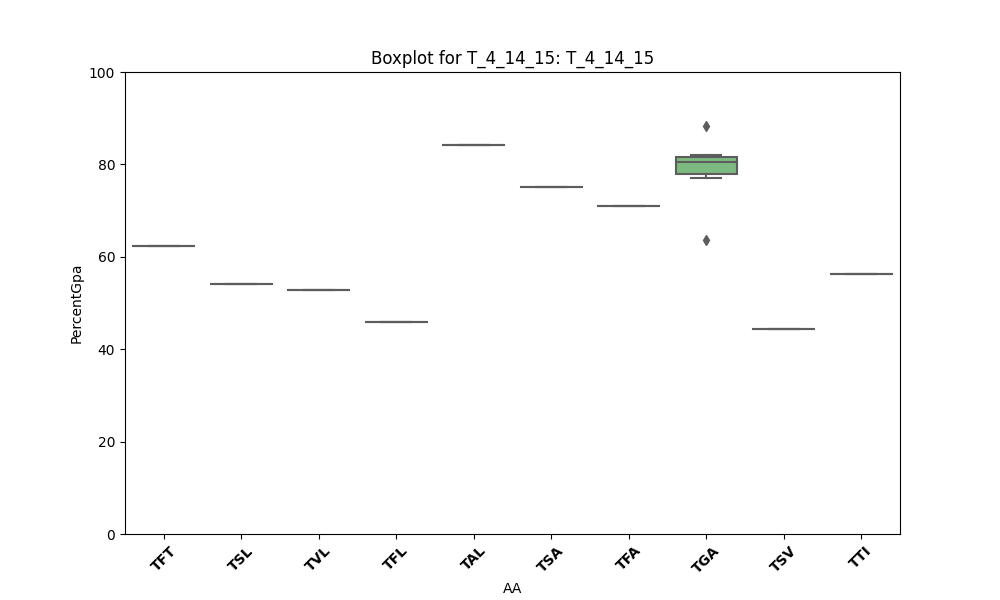 Boxplot for T_4_14_15: T_4_14_15
100
80
60
40
20
0
PercentGpa
TFT
TSL
TVL
TFL
TAL
TSA
TFA
TGA
TSV
TTI
AA